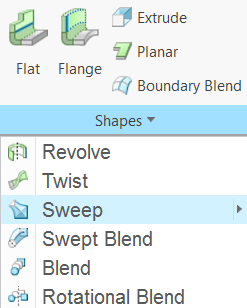 Extrude
Planar
Flat Flange
Boundary Blend
Shapes
Revolve
Twist
Sweep
Swept Blend
Blend
Rotational Blend